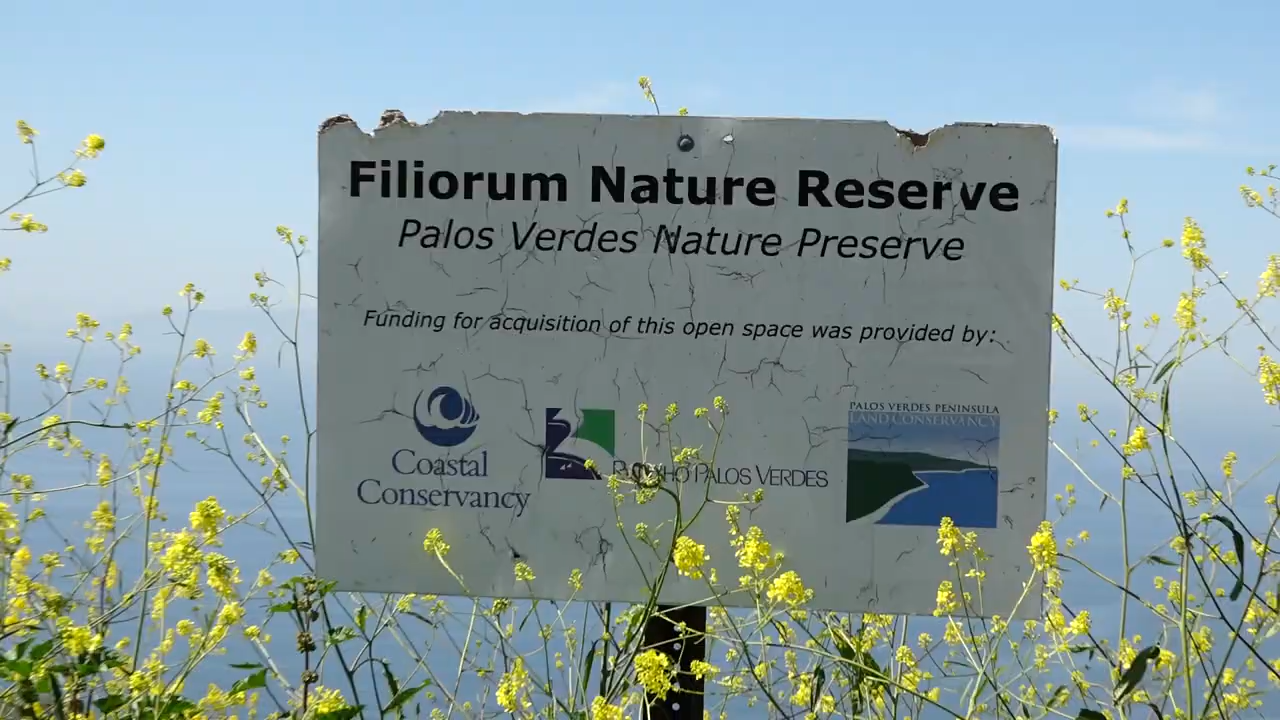 Filiorum Nature Reserve
Palos Verdes Nature Preserve
Funding for acquisition of this open space was provided by:
Coastal
Conservancy
RANCHO PALOS VERDES
PALOS VERDES PENINSULA
LAND CONSERVANCY